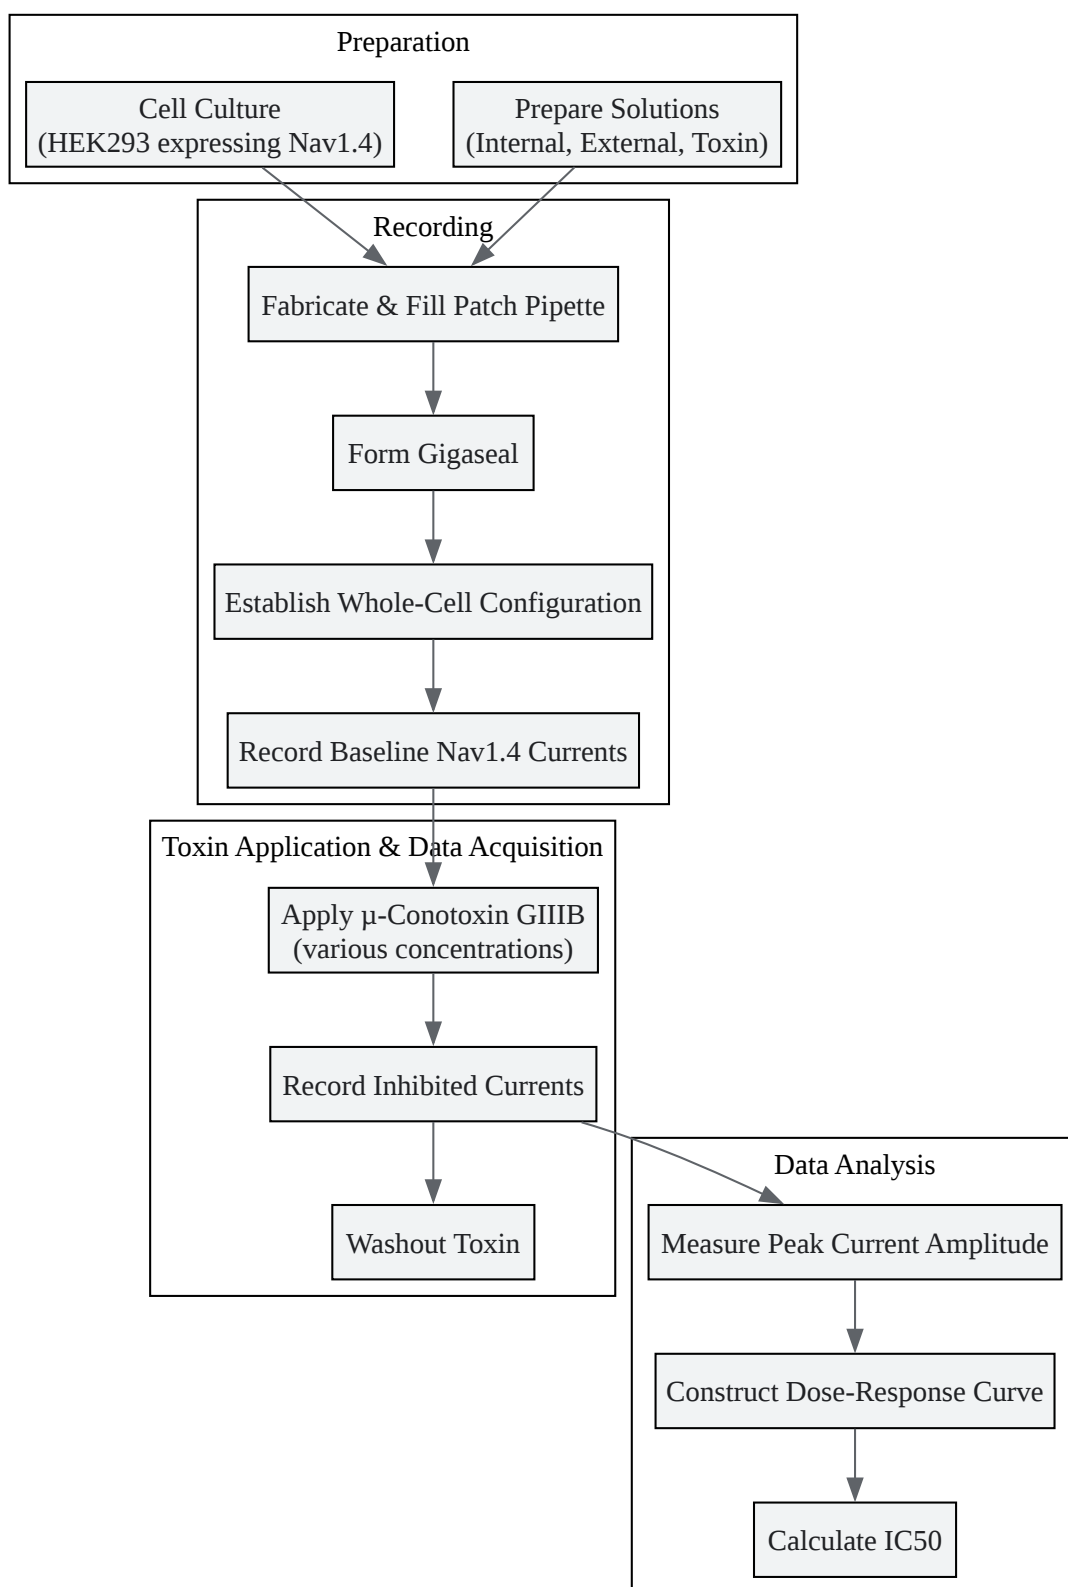 Preparation
Cell Culture
(HEK293 expressing Nav1.4)
Prepare Solutions
(Internal, External, Toxin)
Recording
Fabricate & Fill Patch Pipette
Form Gigaseal
Establish Whole-Cell Configuration
Record Baseline Nav1.4 Currents
Toxin Application & Data Acquisition
Apply µ-Conotoxin GIIIB
(various concentrations)
Record Inhibited Currents
Washout Toxin
Data Analysis
Measure Peak Current Amplitude
Construct Dose-Response Curve
Calculate IC50